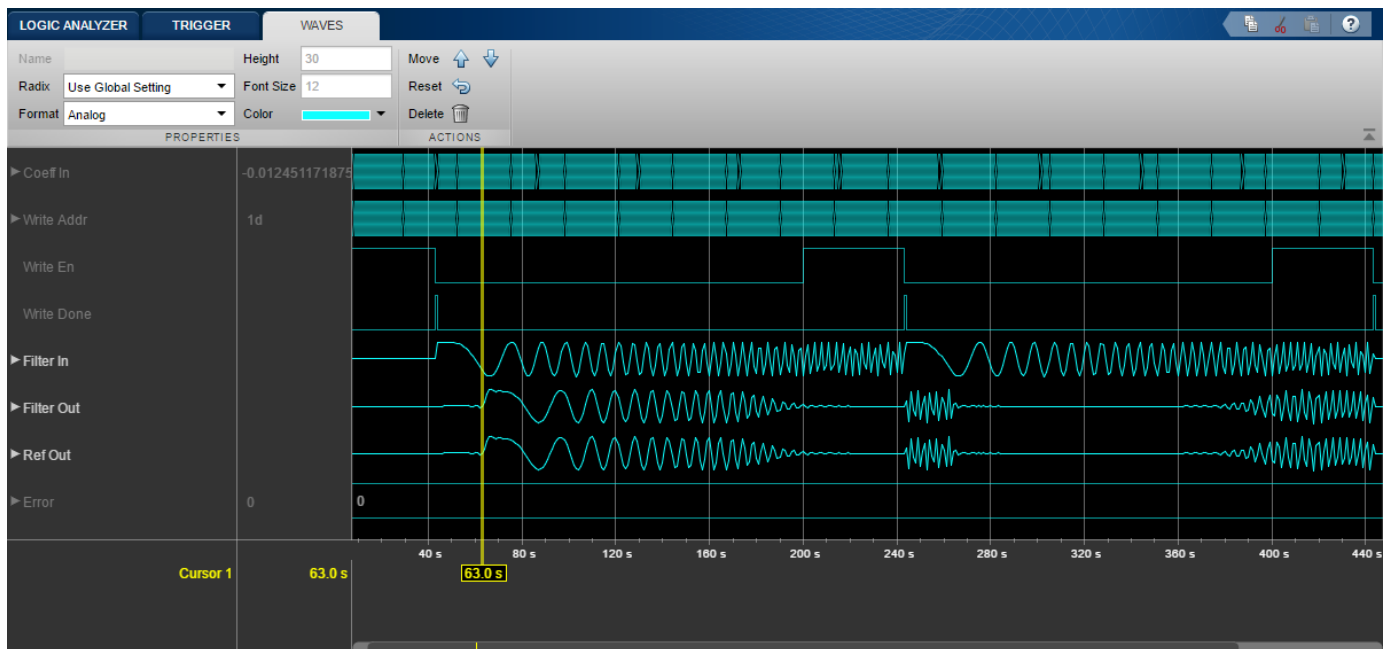 LOGIC ANALYZER TRIGGER WAVES
Name Height 30 Move
Radix Use Global Setting Font Size 12 Reset
Format Analog Color Delete
PROPERTIES ACTIONS
Coeff In -0.012451171875
Write Addr 1d
Write En
Write Done
Filter In
Filter Out
Ref Out
Error 0 0
40 s 80 s 120 s 160 s 200 s 240 s 280 s 320 s 360 s 400 s 440 s
Cursor 1 63.0 s 63.0 s